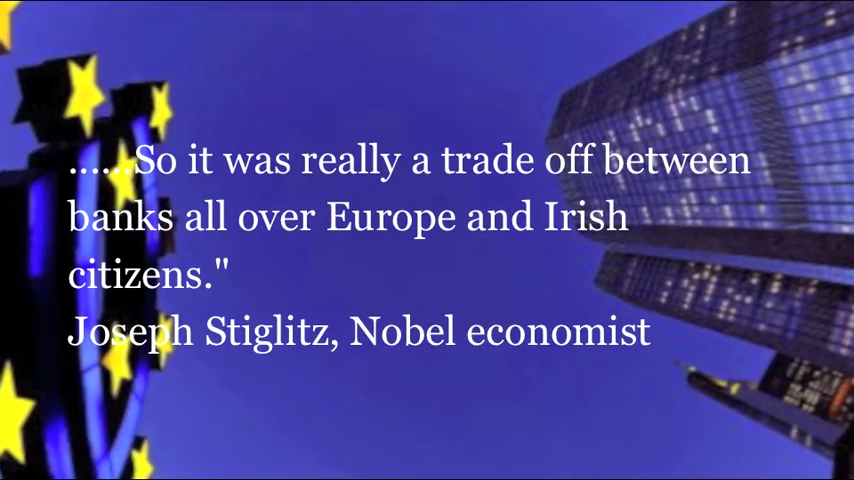 ......So it was really a trade off between
banks all over Europe and Irish
citizens."
Joseph Stiglitz, Nobel economist